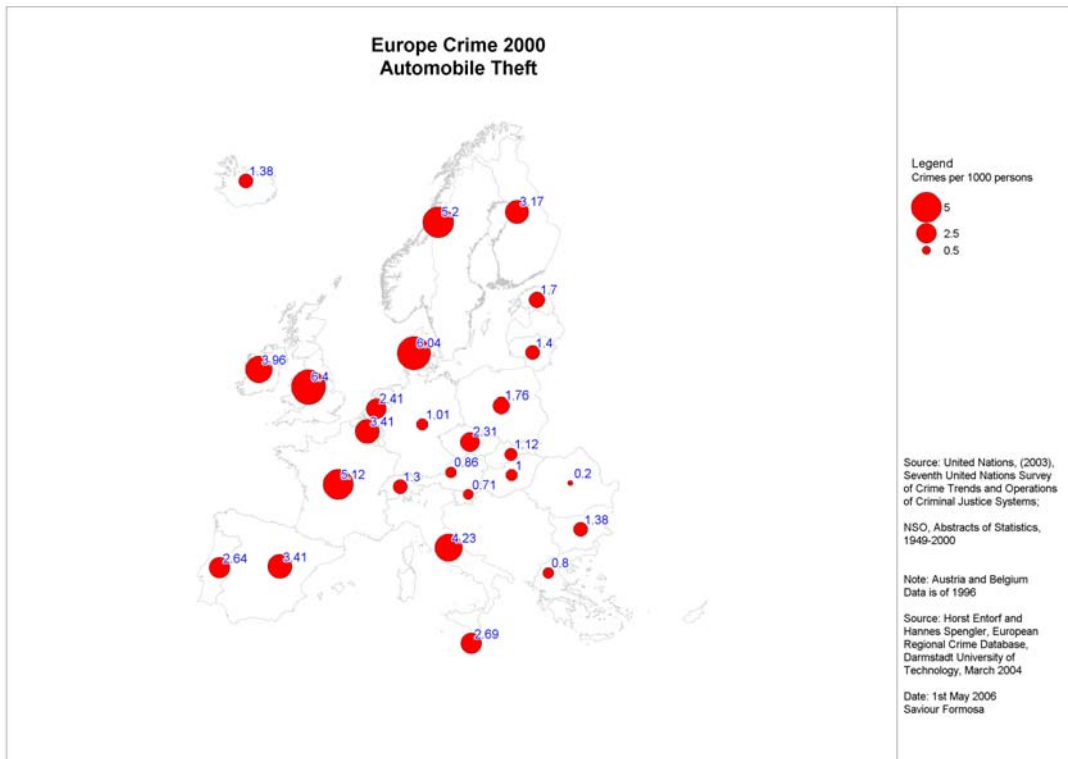 Europe Crime 2000
Automobile Theft
1.38
5.2
3.17
1.7
1.4
6.04
3.96
6.4
2.41
3.41
1.01
1.76
2.31
1.12
0.86
1
0.71
0.2
5.12
1.3
1.38
4.23
0.8
2.64
3.41
2.69
Legend
Crimes per 1000 persons
5
2.5
0.5
Source: United Nations, (2003),
Seventh United Nations Survey
of Crime Trends and Operations
of Criminal Justice Systems;
NSO, Abstracts of Statistics,
1949-2000
Note: Austria and Belgium
Data is of 1996
Source: Horst Entorf and
Hannes Spengler, European
Regional Crime Database,
Darmstadt University of
Technology, March 2004
Date: 1st May 2006
Saviour Formosa